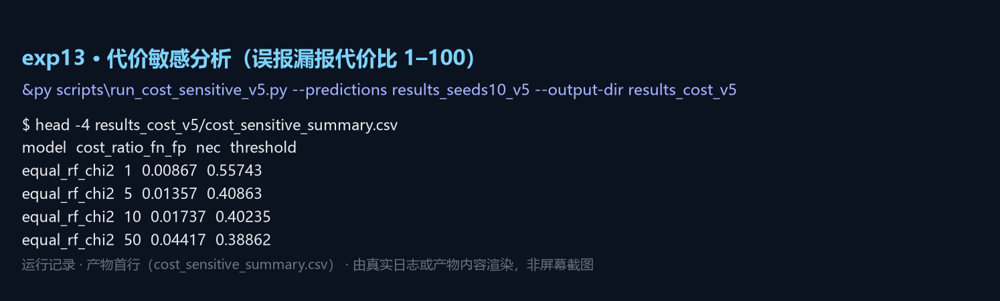 exp13 · 代价敏感分析（误报漏报代价比 1–100）
&py scripts\run_cost_sensitive_v5.py --predictions results_seeds10_v5 --output-dir results_cost_v5
$ head -4 results_cost_v5/cost_sensitive_summary.csv
model cost_ratio_fn_fp nec threshold
equal_rf_chi2 1 0.00867 0.55743
equal_rf_chi2 5 0.01357 0.40863
equal_rf_chi2 10 0.01737 0.40235
equal_rf_chi2 50 0.04417 0.38862
运行记录 · 产物首行（cost_sensitive_summary.csv） · 由真实日志或产物内容渲染，非屏幕截图